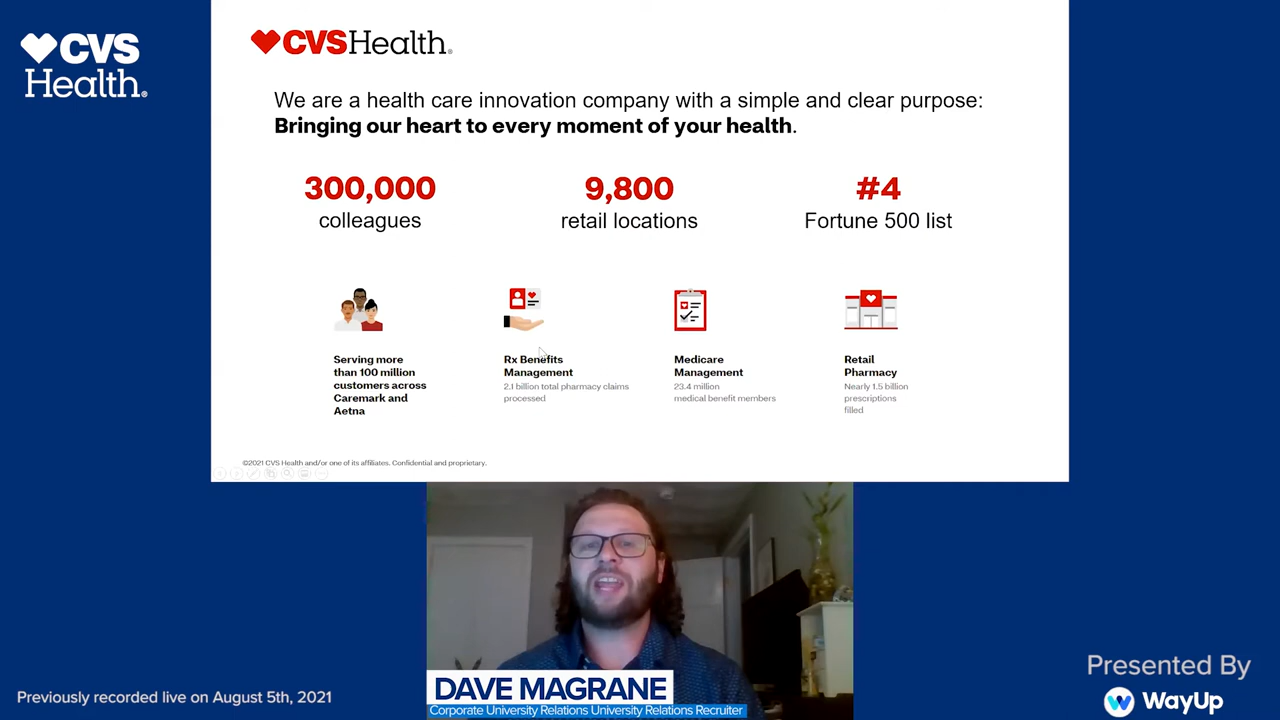 CVS
Health.
CVSHealth.
We are a health care innovation company with a simple and clear purpose:
Bringing our heart to every moment of your health.
300,000
colleagues
9,800
retail locations
#4
Fortune 500 list
Serving more
than 100 million
customers across
Caremark and
Aetna
Rx Benefits
Management
2.1 billion total pharmacy claims
processed
Medicare
Management
23.4 million
medical benefit members
Retail
Pharmacy
Nearly 1.5 billion
prescriptions
filled
©2021 CVS Health and/or one of its affiliates. Confidential and proprietary.
DAVE MAGRANE
Corporate University Relations University Relations Recruiter
Previously recorded live on August 5th, 2021
Presented By
WayUp